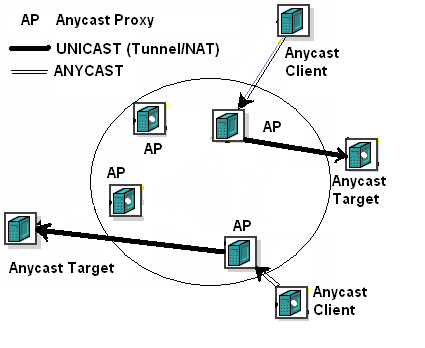 AP Anycast Proxy
UNICAST (Tunnel/NAT)
ANYCAST
Anycast
Client
AP
AP
Anycast
Target
AP
AP
Anycast Target
Anycast
Client